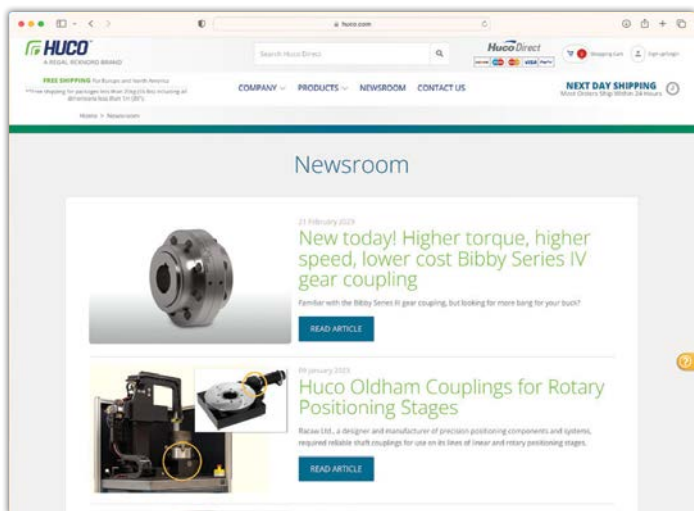 huco.com
HUCO
A REGAL REXNORD BRAND
Search Huco Direct
Huco Direct
VISA PayPal
0 Shopping Cart
Sign up/login
FREE SHIPPING For Europe and North America
COMPANY
PRODUCTS
NEWSROOM
CONTACT US
NEXT DAY SHIPPING
Most Orders Ship Within 24 Hours
Home > Newsroom
Newsroom
21 February 2023
New today! Higher torque, higher
speed, lower cost Bibby Series IV
gear coupling
Familiar with the Bibby Series III gear coupling, but looking for more bang for your buck?
READ ARTICLE
January 2023
Huco Oldham Couplings for Rotary
Positioning Stages
Ltd., a designer and manufacturer of precision positioning components and systems,
required reliable shaft couplings for use on its lines of linear and rotary positioning stages.
READ ARTICLE
?